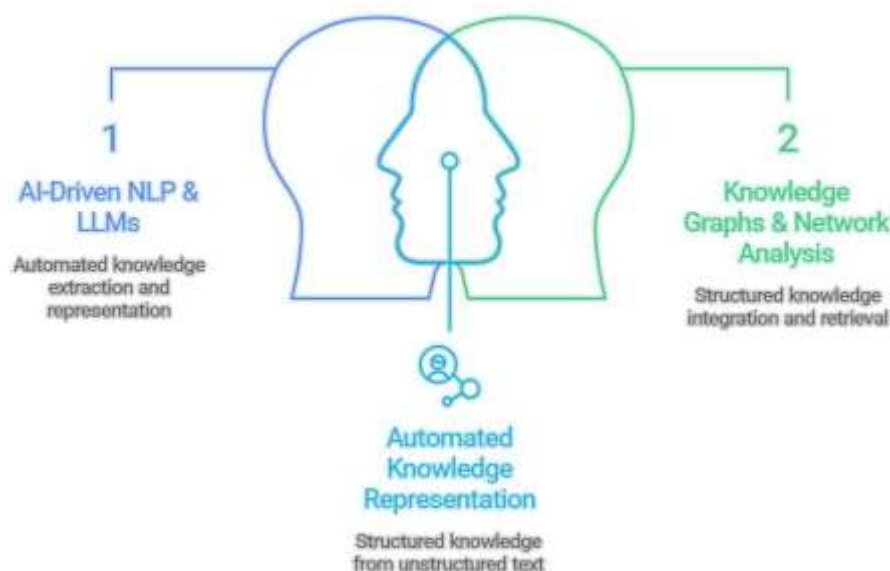 1
AI-Driven NLP &
LLMs
Automated knowledge
extraction and
representation
2
Knowledge
Graphs & Network
Analysis
Structured knowledge
integration and retrieval
Automated
Knowledge
Representation
Structured knowledge
from unstructured text